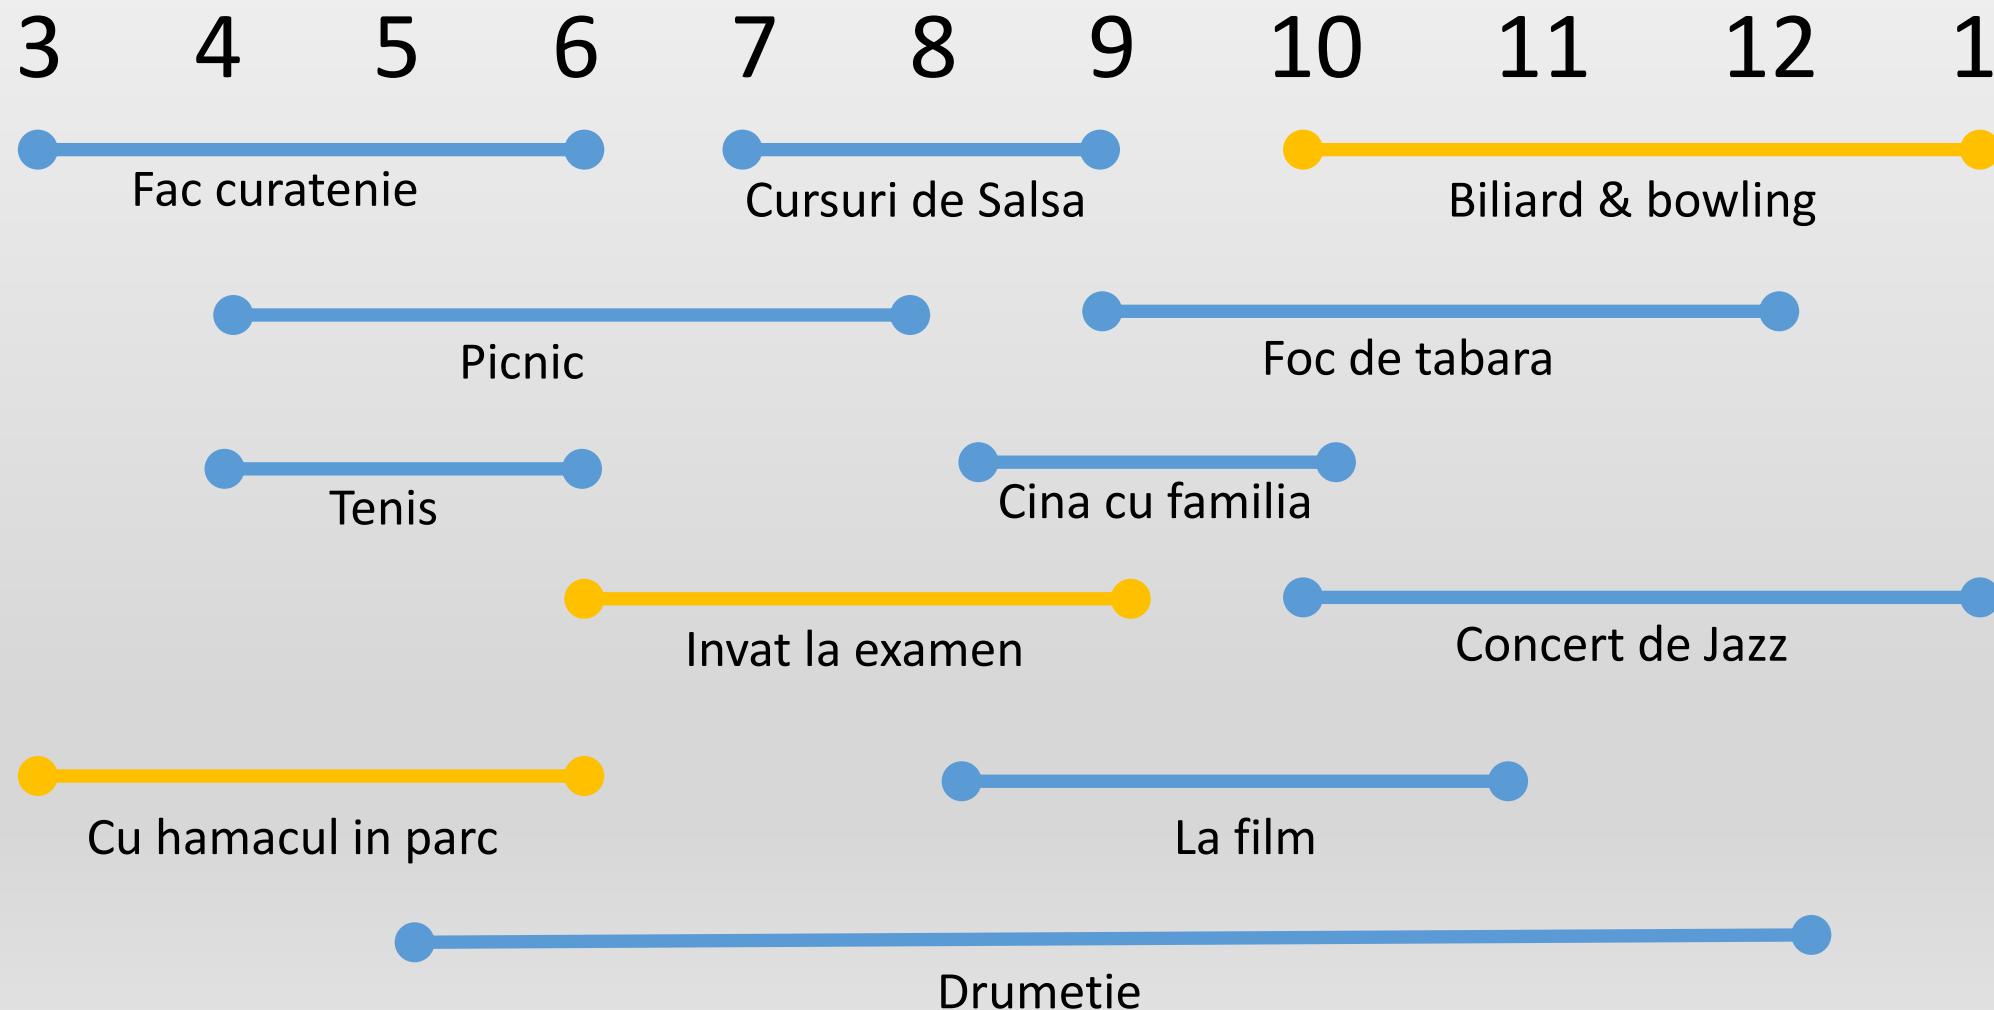 3 4 5 6 7 8 9 10 11 12 1
Fac curatenie Cursuri de Salsa Biliard & bowling
Picnic Foc de tabara
Tenis Cina cu familia
Invat la examen Concert de Jazz
Cu hamacul in parc La film
Drumetie